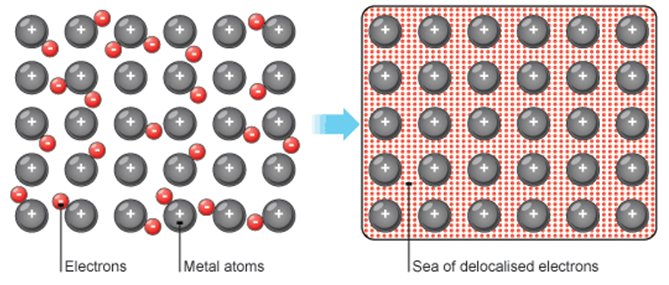 Electrons
Metal atoms
Sea of delocalised electrons